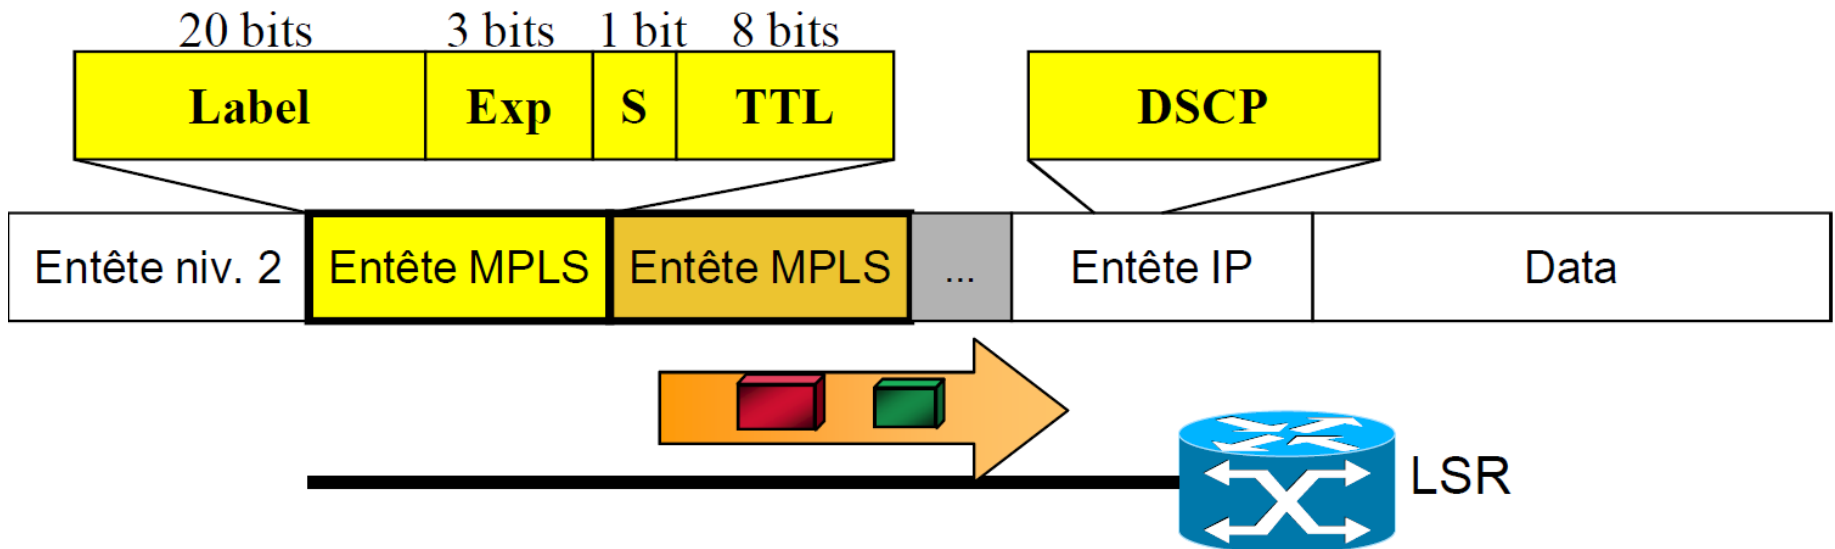 20 bits 3 bits 1 bit 8 bits
Label Exp S TTL DSCP
Entête niv. 2 Entête MPLS Entête MPLS ... Entête IP Data
LSR